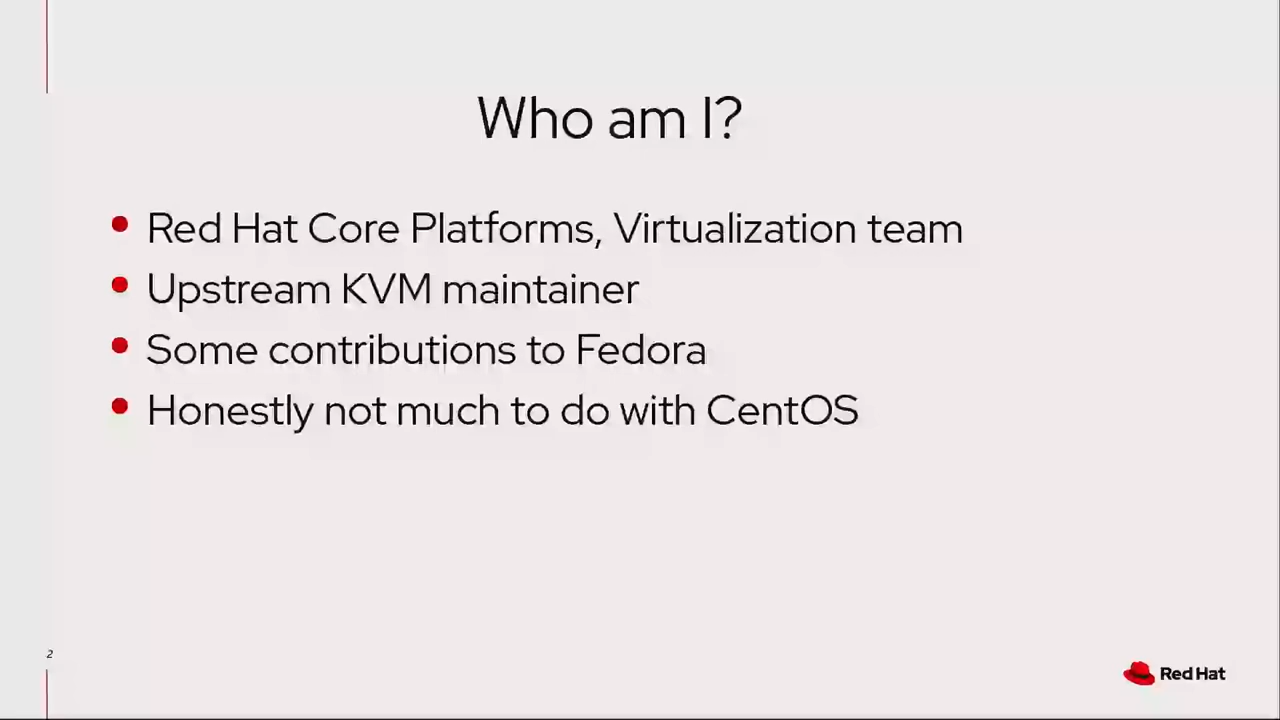 Who am I?
Red Hat Core Platforms, Virtualization team
Upstream KVM maintainer
Some contributions to Fedora
Honestly not much to do with CentOS
2
Red Hat